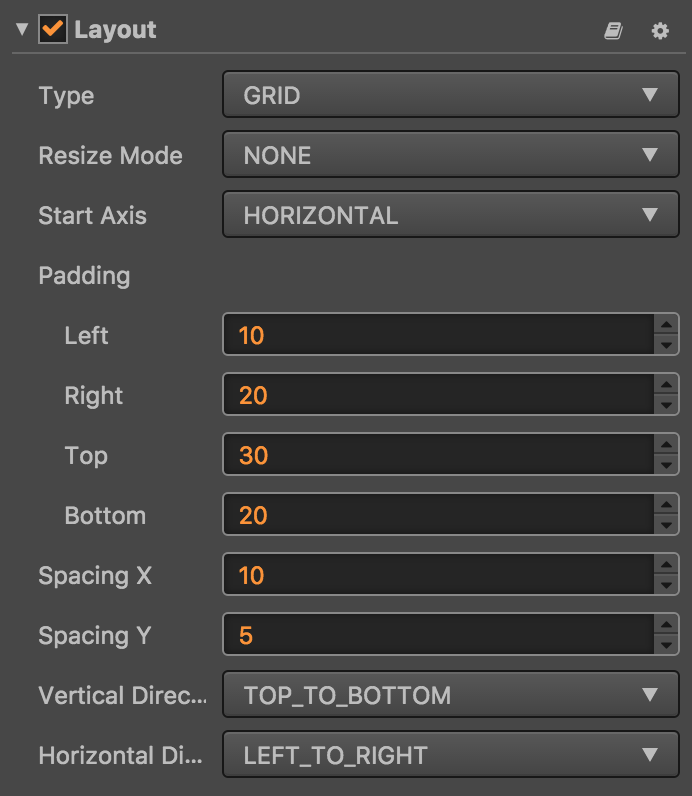 Layout
Type GRID
Resize Mode NONE
Start Axis HORIZONTAL
Padding
Left 10
Right 20
Top 30
Bottom 20
Spacing X 10
Spacing Y 5
Vertical Direc... TOP_TO_BOTTOM
Horizontal Di... LEFT_TO_RIGHT